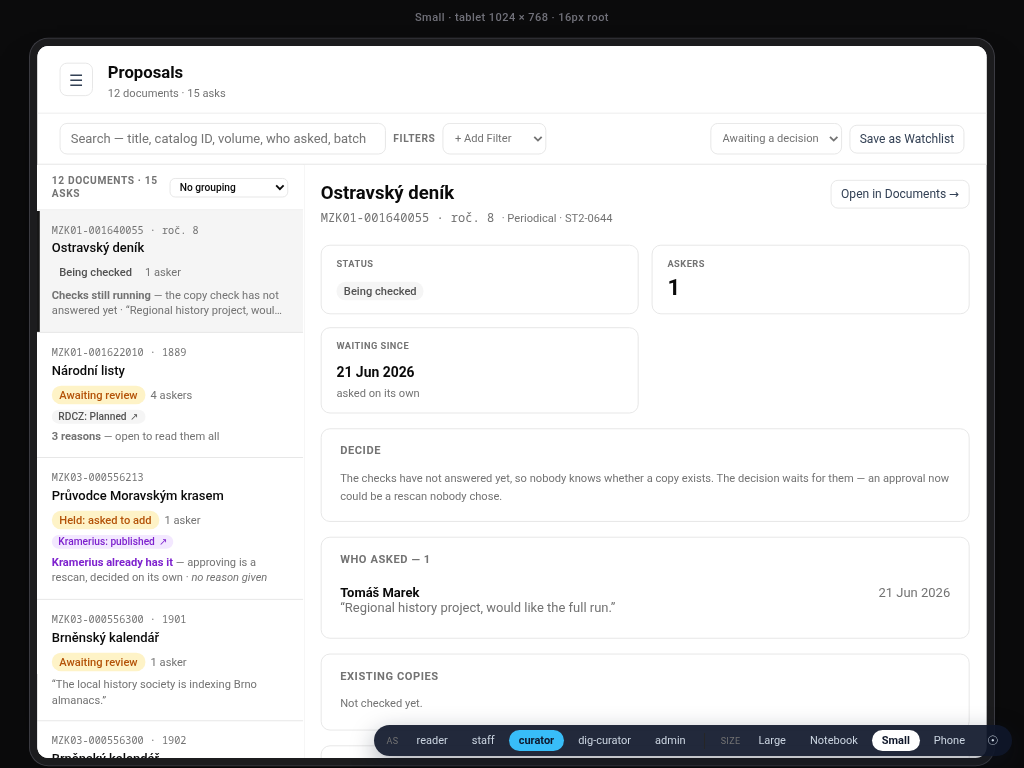 Small · tablet 1024 × 768 · 16px root
☰
Proposals
12 documents · 15 asks
Search — title, catalog ID, volume, who asked, batch
FILTERS
+ Add Filter
Awaiting a decision
Save as Watchlist
12 DOCUMENTS · 15
ASKS
No grouping
MZK01-001640055 · roč. 8
Ostravský deník
Being checked 1 asker
Checks still running — the copy check has not
answered yet · “Regional history project, woul…
MZK01-001622010 · 1889
Národní listy
Awaiting review 4 askers
RDCZ: Planned ↗
3 reasons — open to read them all
MZK03-000556213
Průvodce Moravským krasem
Held: asked to add 1 asker
Kramerius: published ↗
Kramerius already has it — approving is a
rescan, decided on its own · no reason given
MZK03-000556300 · 1901
Brněnský kalendář
Awaiting review 1 asker
“The local history society is indexing Brno
almanacs.”
MZK03-000556300 · 1902
Brněnský kalendář
Ostravský deník
MZK01-001640055 · roč. 8 · Periodical · ST2-0644
Open in Documents →
STATUS
Being checked
ASKERS
1
WAITING SINCE
21 Jun 2026
asked on its own
DECIDE
The checks have not answered yet, so nobody knows whether a copy exists. The decision waits for them — an approval now
could be a rescan nobody chose.
WHO ASKED — 1
Tomáš Marek 21 Jun 2026
“Regional history project, would like the full run.”
EXISTING COPIES
Not checked yet.
AS reader staff curator dig-curator admin SIZE Large Notebook Small Phone